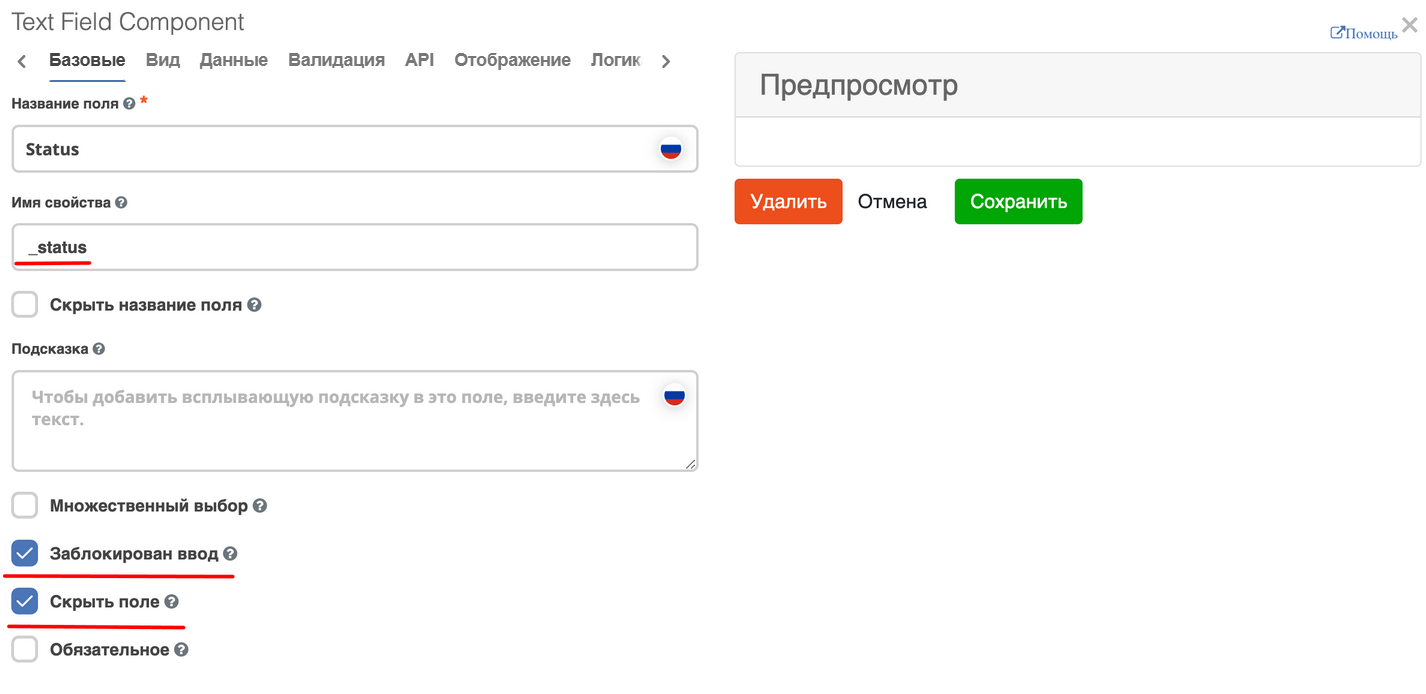 Text Field Component
Помощь
Базовые Вид Данные Валидация API Отображение Логик
Название поля *
Status
Имя свойства
_status
Скрыть название поля
Подсказка
Чтобы добавить всплывающую подсказку в это поле, введите здесь
текст.
Множественный выбор
Заблокирован ввод
Скрыть поле
Обязательное
Предпросмотр
Удалить Отмена Сохранить